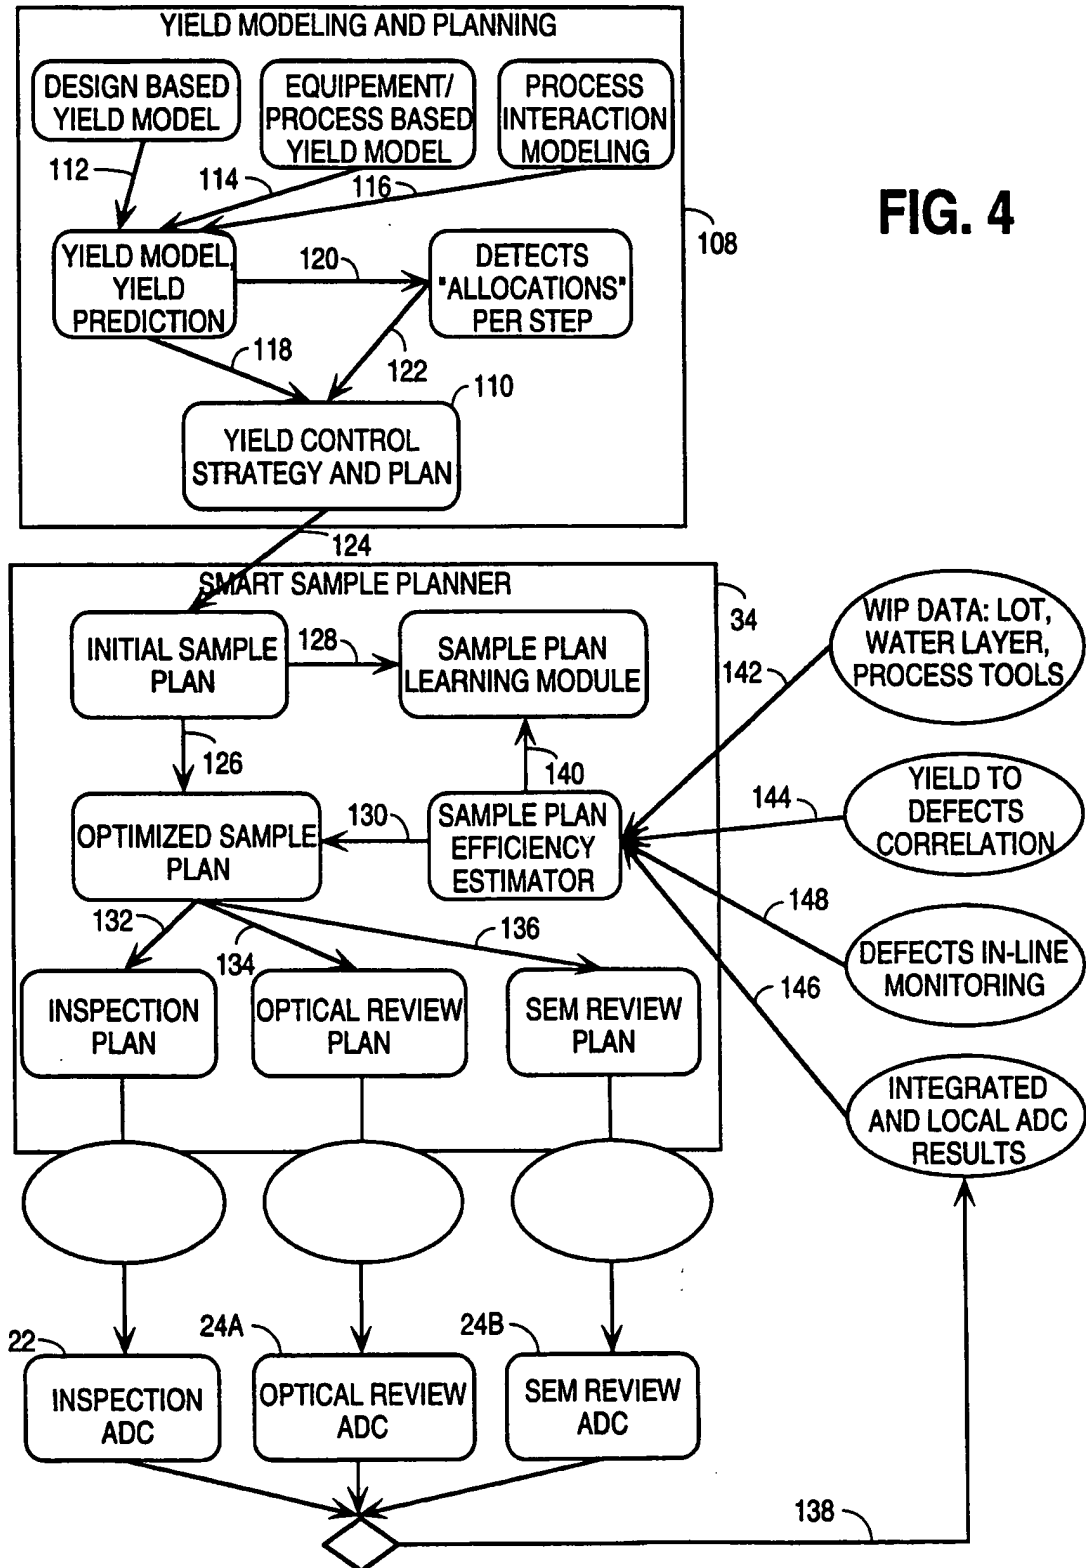 YIELD MODELING AND PLANNING
DESIGN BASED
YIELD MODEL
EQUIPEMENT/
PROCESS BASED
YIELD MODEL
PROCESS
INTERACTION
MODELING
112
114
116
FIG. 4
108
YIELD MODEL,
YIELD
PREDICTION
120
DETECTS
"ALLOCATIONS"
PER STEP
118
122
110
YIELD CONTROL
STRATEGY AND PLAN
124
SMART SAMPLE PLANNER
34
INITIAL SAMPLE
PLAN
128
SAMPLE PLAN
LEARNING MODULE
142
WIP DATA: LOT,
WATER LAYER,
PROCESS TOOLS
126
140
OPTIMIZED SAMPLE
PLAN
130
SAMPLE PLAN
EFFICIENCY
ESTIMATOR
144
YIELD TO
DEFECTS
CORRELATION
132
134
136
148
DEFECTS IN-LINE
MONITORING
146
INSPECTION
PLAN
OPTICAL REVIEW
PLAN
SEM REVIEW
PLAN
INTEGRATED
AND LOCAL ADC
RESULTS
22
24A
24B
INSPECTION
ADC
OPTICAL REVIEW
ADC
SEM REVIEW
ADC
138